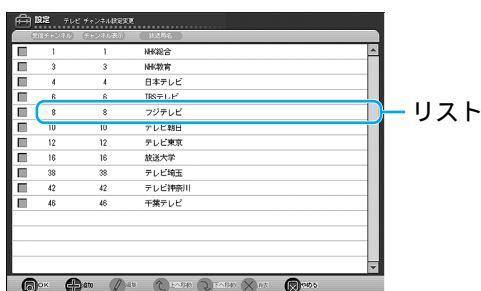 設定 テレビ チャンネル設定変更
受信チャンネル チャンネル表示 放送局名
1 1 NHK総合
3 3 NHK教育
4 4 日本テレビ
6 6 TBSテレビ
8 8 フジテレビ
リスト
10 10 テレビ朝日
12 12 テレビ東京
16 16 放送大学
38 38 テレビ埼玉
42 42 テレビ神奈川
46 46 千葉テレビ
OK 追加 編集 上へ移動 下へ移動 消去 やめる